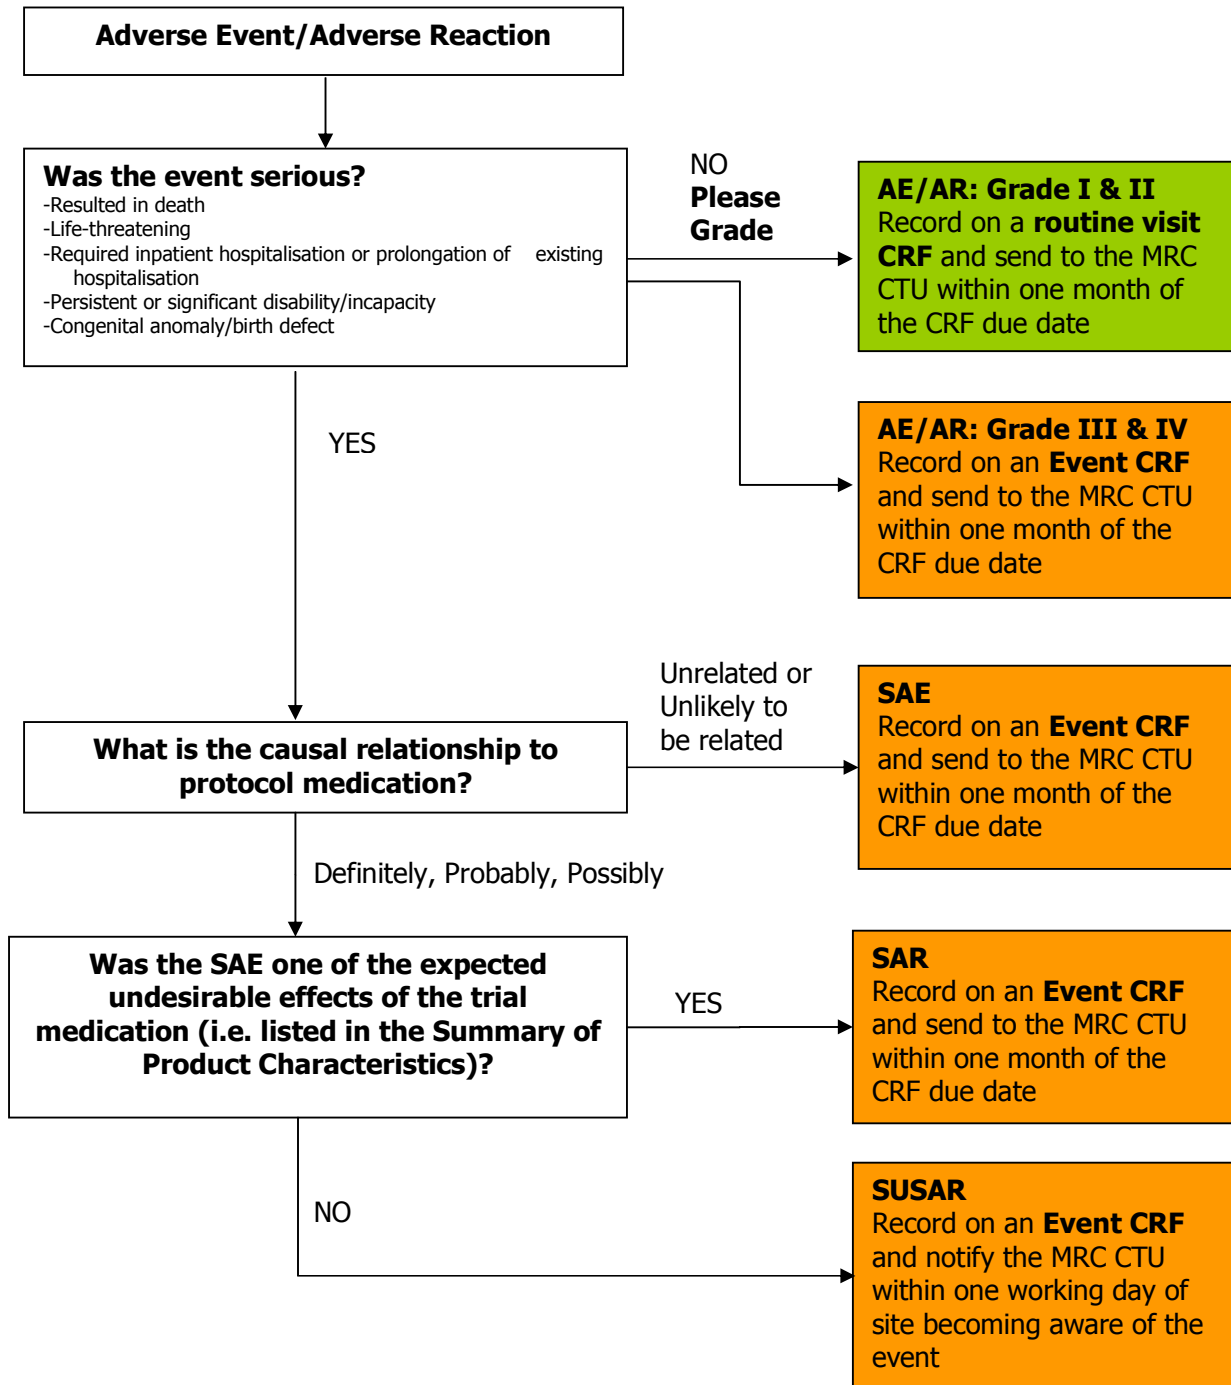 Adverse Event/Adverse Reaction
Was the event serious?
-Resulted in death
-Life-threatening
-Required inpatient hospitalisation or prolongation of existing
hospitalisation
-Persistent or significant disability/incapacity
-Congenital anomaly/birth defect
NO
Please
Grade
AE/AR: Grade I & II
Record on a routine visit
CRF and send to the MRC
CTU within one month of
the CRF due date
AE/AR: Grade III & IV
Record on an Event CRF
and send to the MRC CTU
within one month of the
CRF due date
YES
What is the causal relationship to
protocol medication?
Unrelated or
Unlikely to
be related
SAE
Record on an Event CRF
and send to the MRC CTU
within one month of the
CRF due date
Definitely, Probably, Possibly
Was the SAE one of the expected
undesirable effects of the trial
medication (i.e. listed in the Summary of
Product Characteristics)?
YES
SAR
Record on an Event CRF
and send to the MRC CTU
within one month of the
CRF due date
NO
SUSAR
Record on an Event CRF
and notify the MRC CTU
within one working day of
site becoming aware of the
event